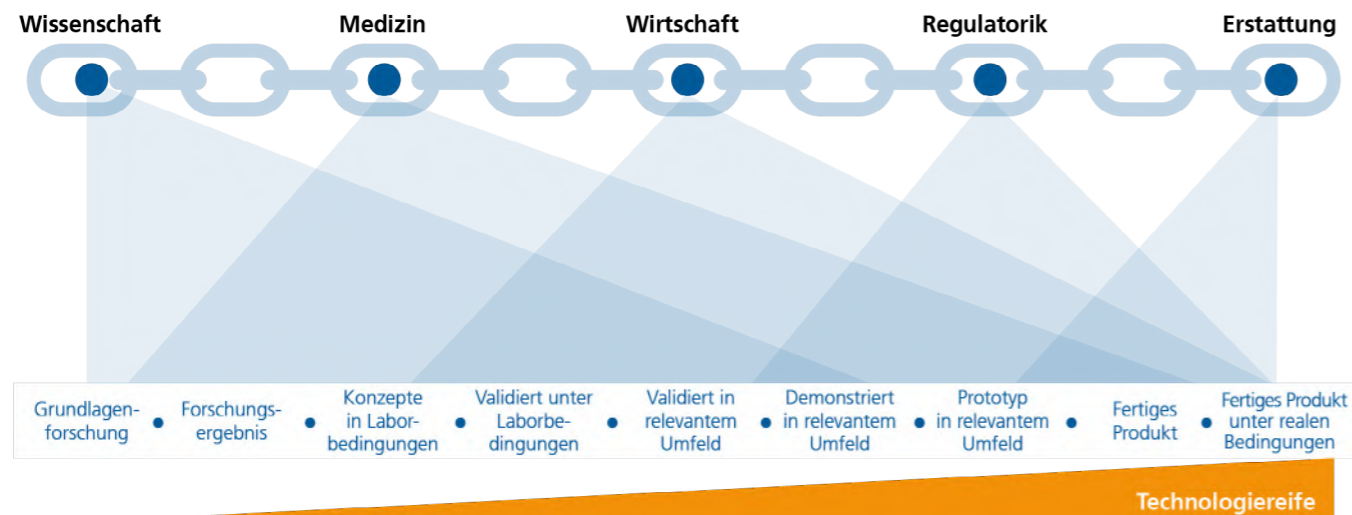 Wissenschaft
Medizin
Wirtschaft
Regulatorik
Erstattung
Grundlagen-
forschung
Forschungs-
ergebnis
Konzepte
in Labor-
bedingungen
Validiert unter
Laborbe-
dingungen
Validiert in
relevantem
Umfeld
Demonstriert
in relevantem
Umfeld
Prototyp
in relevantem
Umfeld
Fertiges
Produkt
Fertiges Produkt
unter realen
Bedingungen
Technologiereife